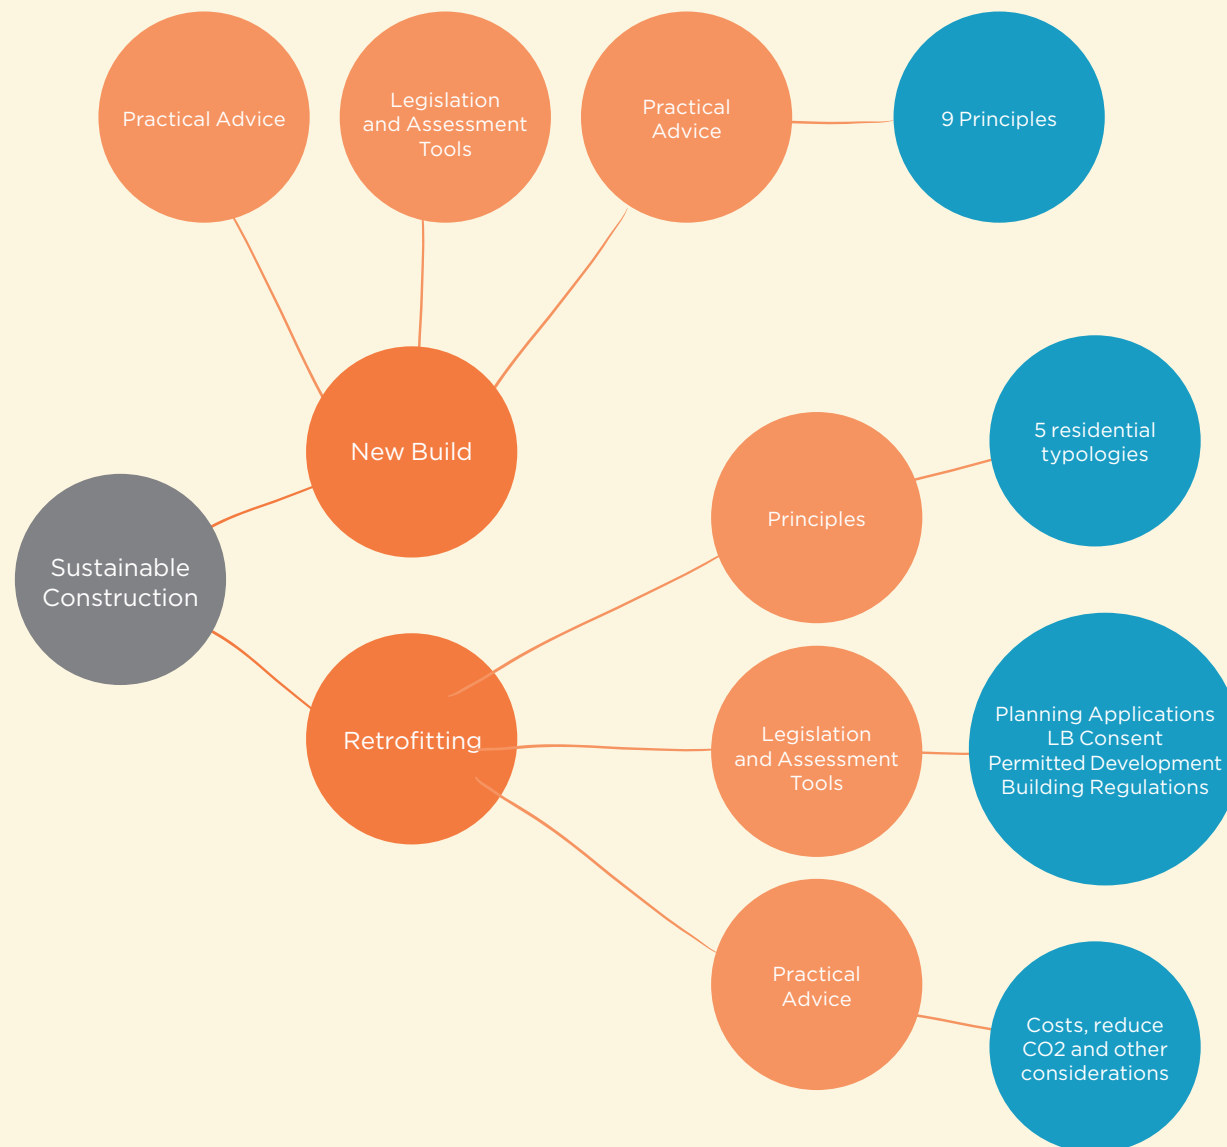 Practical Advice
Legislation
and Assessment
Tools
Practical
Advice
9 Principles
New Build
5 residential
typologies
Principles
Sustainable
Construction
Retrofitting
Legislation
and Assessment
Tools
Planning Applications
LB Consent
Permitted Development
Building Regulations
Practical
Advice
Costs, reduce
CO2 and other
considerations